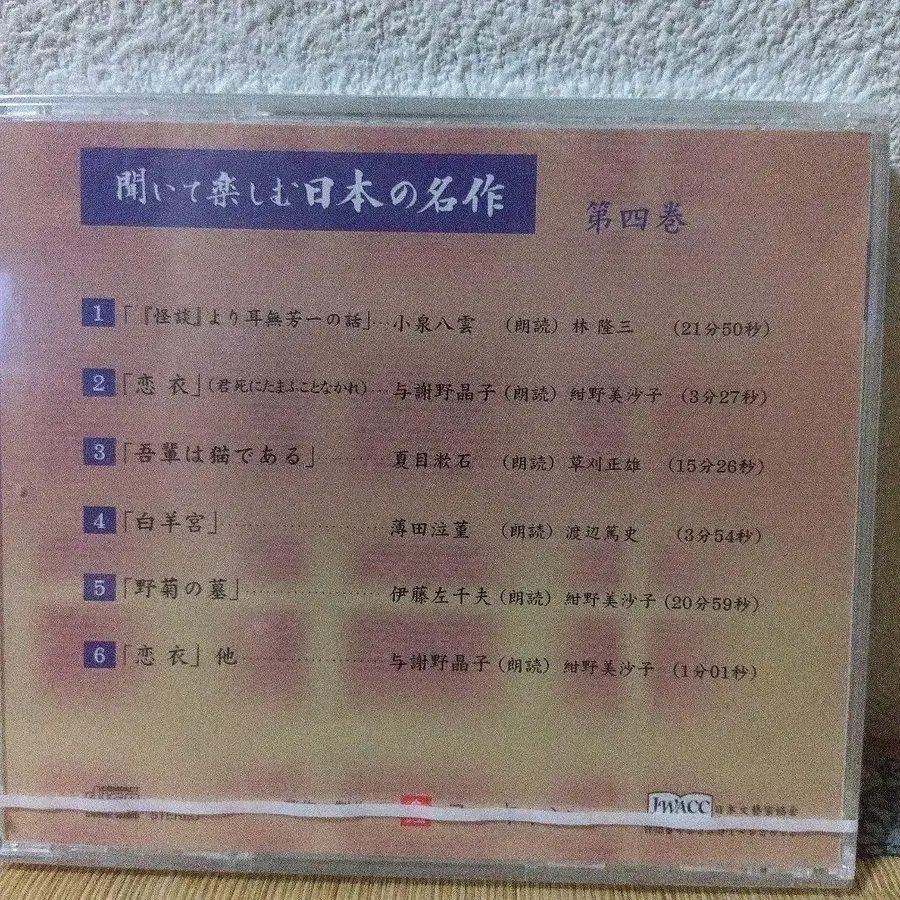 聞いて楽しむ日本の名作
第四巻
1 「『怪談』より耳無芳一の話」…小泉八雲 (朗読) 林 隆三 (21分50秒)
2 「恋 衣」(君死にたまふことなかれ)…与謝野晶子 (朗読) 紺野美沙子 (3分27秒)
3 「吾輩は猫である」………夏目漱石 (朗読) 草刈正雄 (15分26秒)
4 「白羊宮」………………薄田泣菫 (朗読) 渡辺篤史 (3分54秒)
5 「野菊の墓」………………伊藤左千夫 (朗読) 紺野美沙子 (20分59秒)
6 「恋 衣」他………………与謝野晶子 (朗読) 紺野美沙子 (1分01秒)
COMPACT
STEREO
JWACC 日本文藝家協会